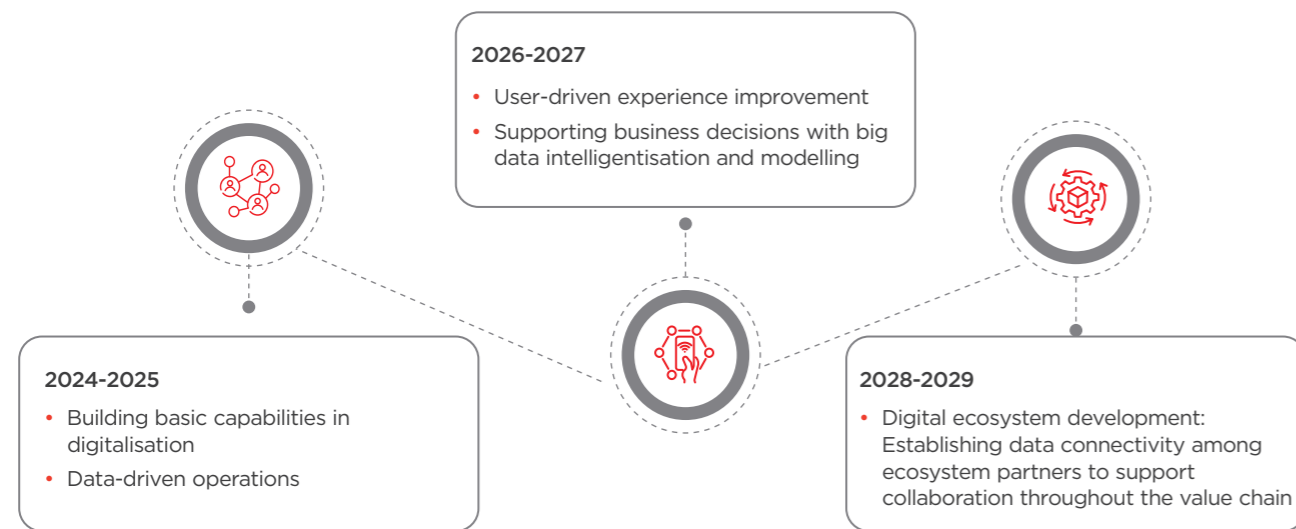 2024-2025
• Building basic capabilities in
digitalisation
• Data-driven operations
2026-2027
• User-driven experience improvement
• Supporting business decisions with big
data intelligentisation and modelling
2028-2029
• Digital ecosystem development:
Establishing data connectivity among
ecosystem partners to support
collaboration throughout the value chain